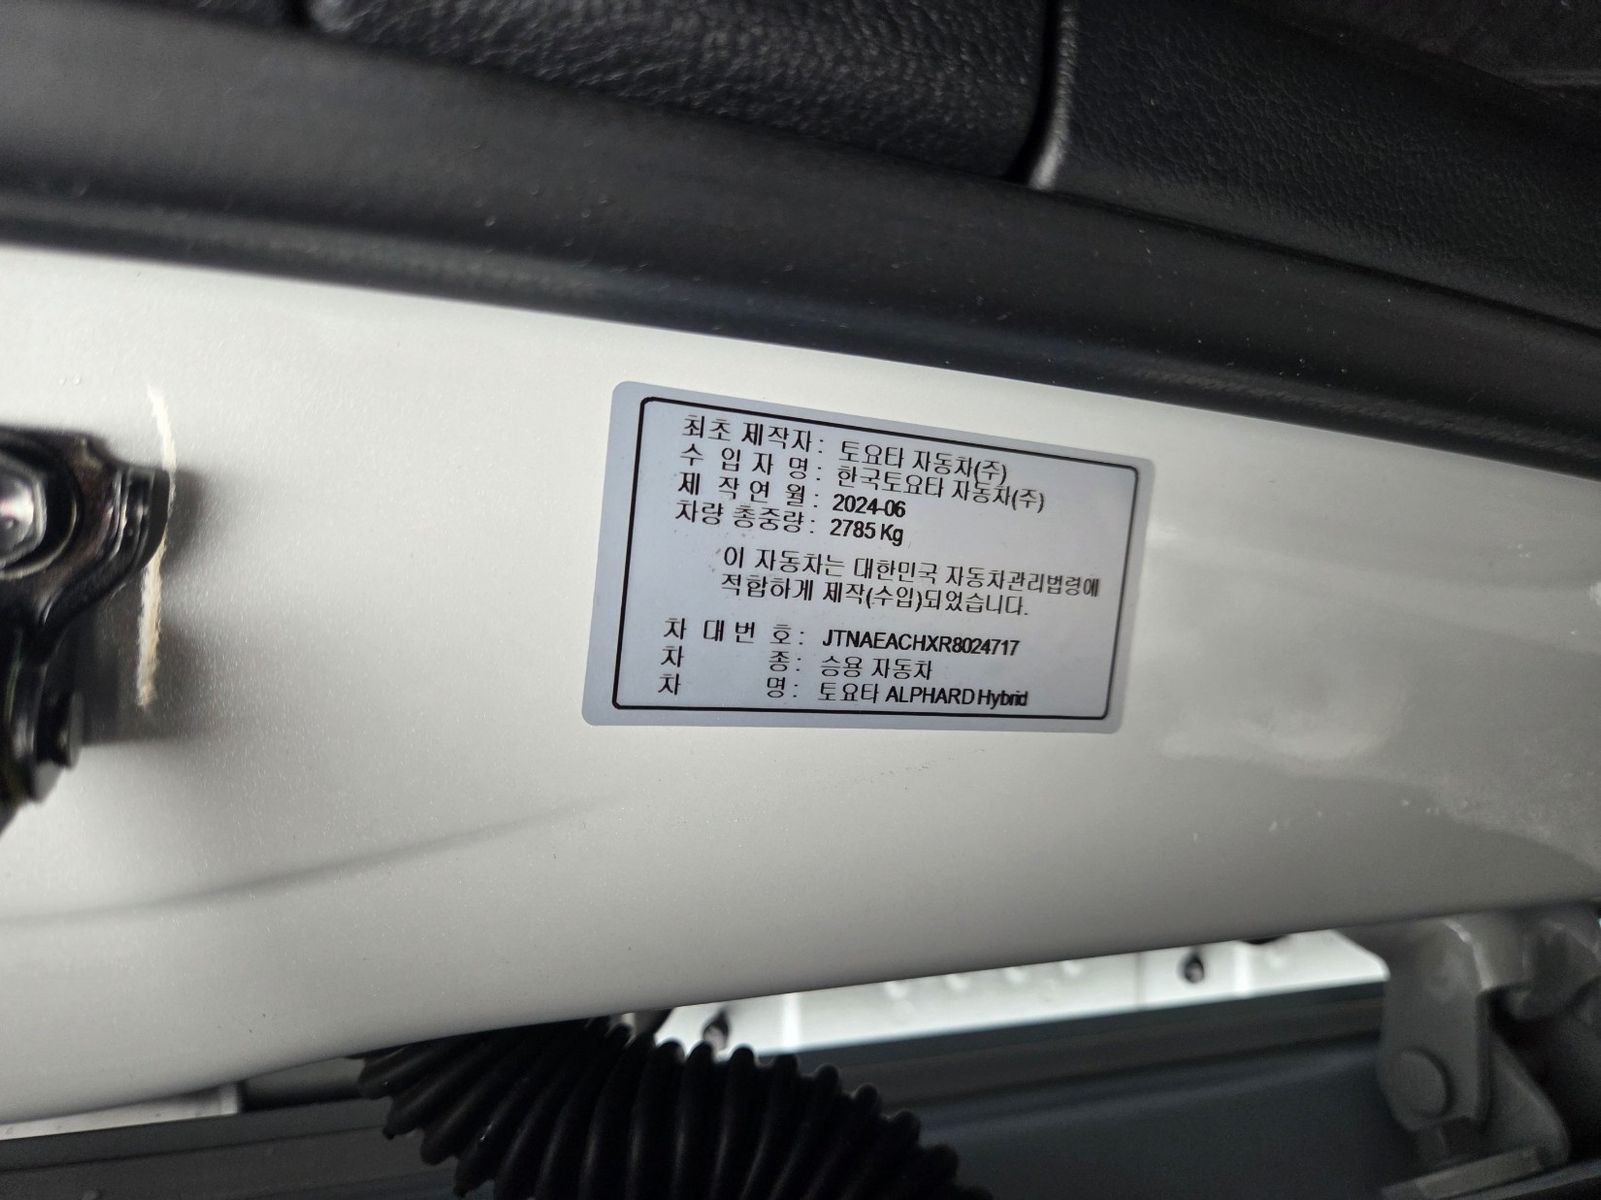 최초 제작자 : 토요타 자동차(주)
수 입 자 명 : 한국토요타 자동차(주)
제 작 연 월 : 2024-06
차량 총중량 : 2785 Kg
이 자동차는 대한민국 자동차관리법령에
적합하게 제작(수입)되었습니다.
차 대 번 호 : JTNAEACHXR8024717
차 종 : 승용 자동차
차 명 : 토요타 ALPHARD Hybrid